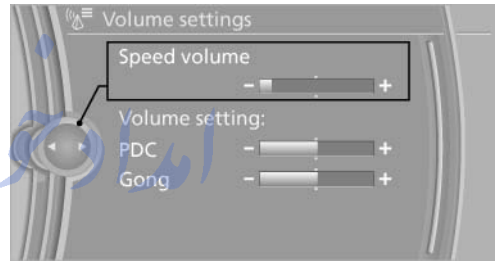 Volume settings
Speed volume
- +
Volume setting:
PDC - +
Gong - +